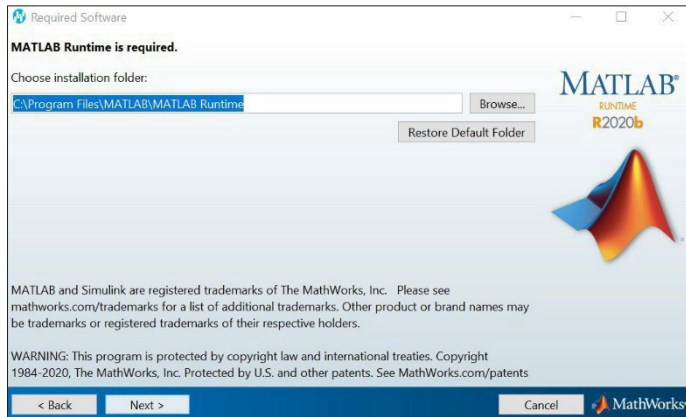 Required Software
MATLAB Runtime is required.
Choose installation folder:
C:\Program Files\MATLAB\MATLAB Runtime
Browse...
Restore Default Folder
MATLAB®
RUNTIME
R2020b
MATLAB and Simulink are registered trademarks of The MathWorks, Inc. Please see
mathworks.com/trademarks for a list of additional trademarks. Other product or brand names may
be trademarks or registered trademarks of their respective holders.
WARNING: This program is protected by copyright law and international treaties. Copyright
1984-2020, The MathWorks, Inc. Protected by U.S. and other patents. See MathWorks.com/patents
< Back
Next >
Cancel
MathWorks